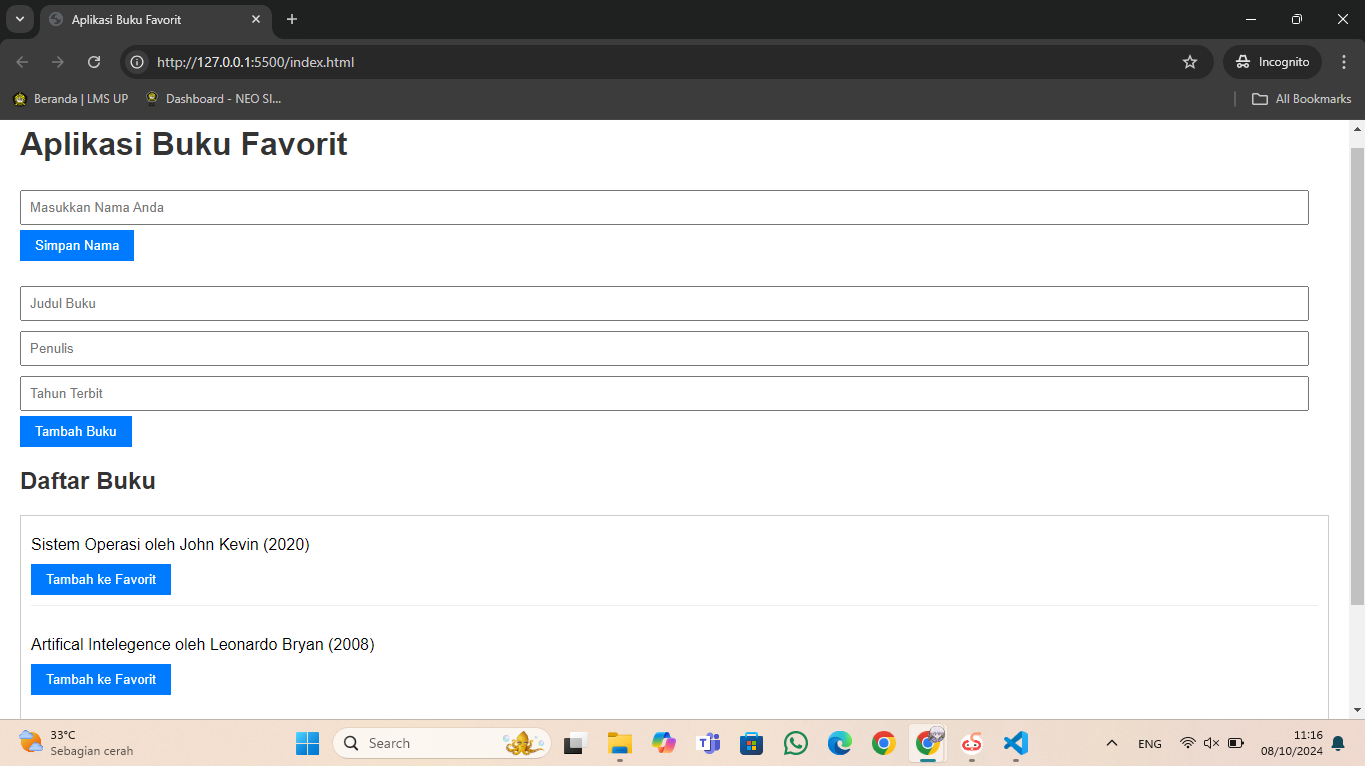 Aplikasi Buku Favorit
http://127.0.0.1:5500/index.html
Incognito
Beranda | LMS UP
Dashboard - NEO SI...
All Bookmarks
Aplikasi Buku Favorit
Masukkan Nama Anda
Simpan Nama
Judul Buku
Penulis
Tahun Terbit
Tambah Buku
Daftar Buku
Sistem Operasi oleh John Kevin (2020)
Tambah ke Favorit
Artifical Intelegence oleh Leonardo Bryan (2008)
Tambah ke Favorit
33°C
Sebagian cerah
Search
ENG
11:16
08/10/2024